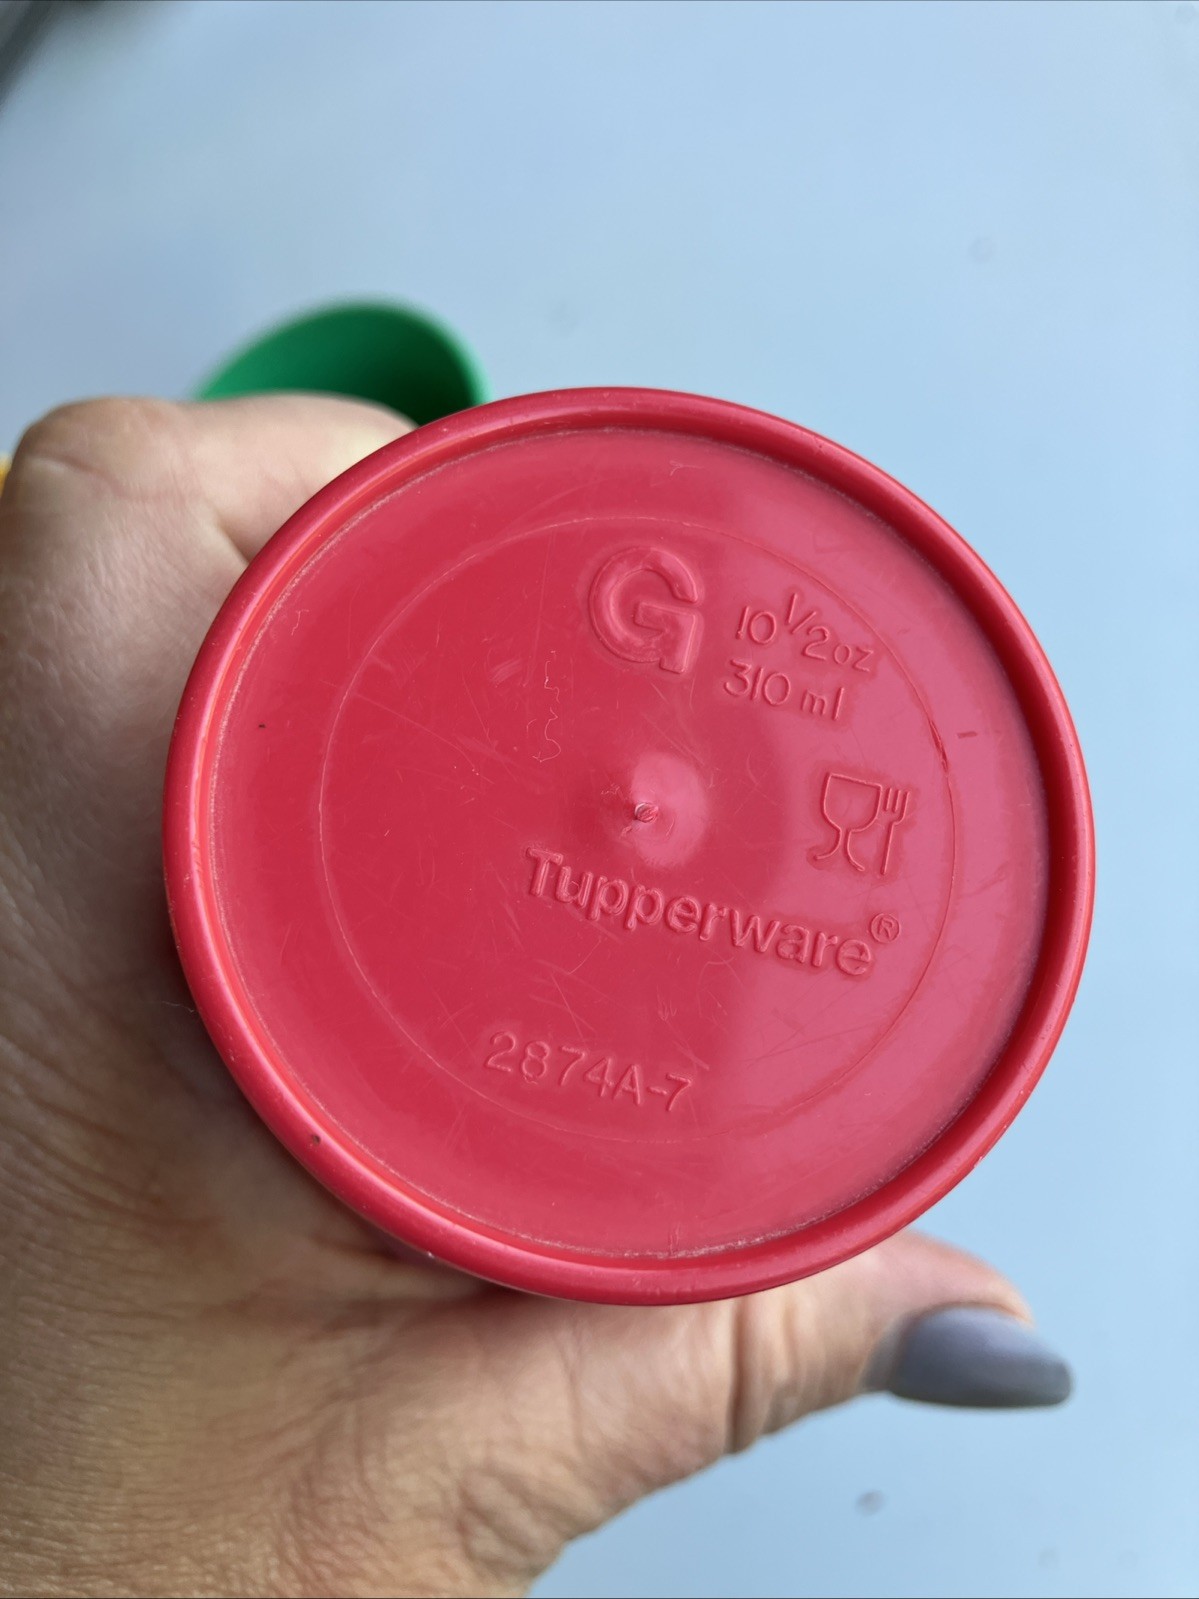 G
10 1/2 oz
310 ml
Tupperware®
2874A-7